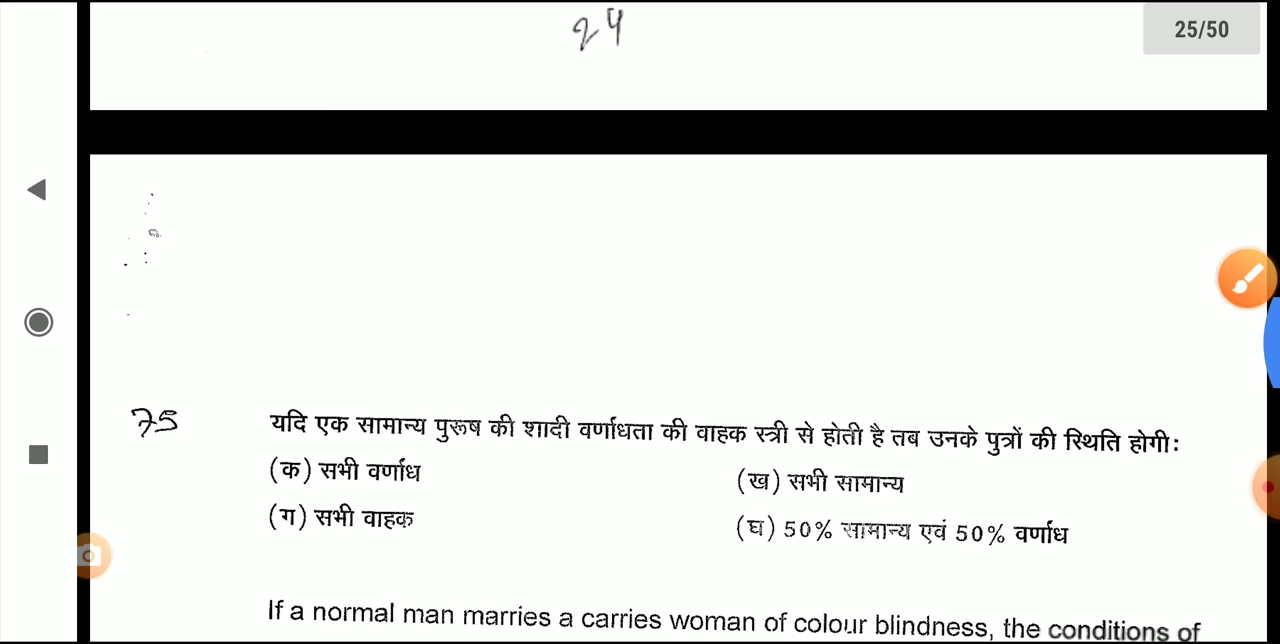 24
25/50
75 यदि एक सामान्य पुरूष की शादी वर्णाधता की वाहक स्त्री से होती है तब उनके पुत्रों की स्थिति होगीः
(क) सभी वर्णाध (ख) सभी सामान्य
(ग) सभी वाहक (घ) 50% सामान्य एवं 50% वर्णाध
If a normal man marries a carries woman of colour blindness, the conditions of